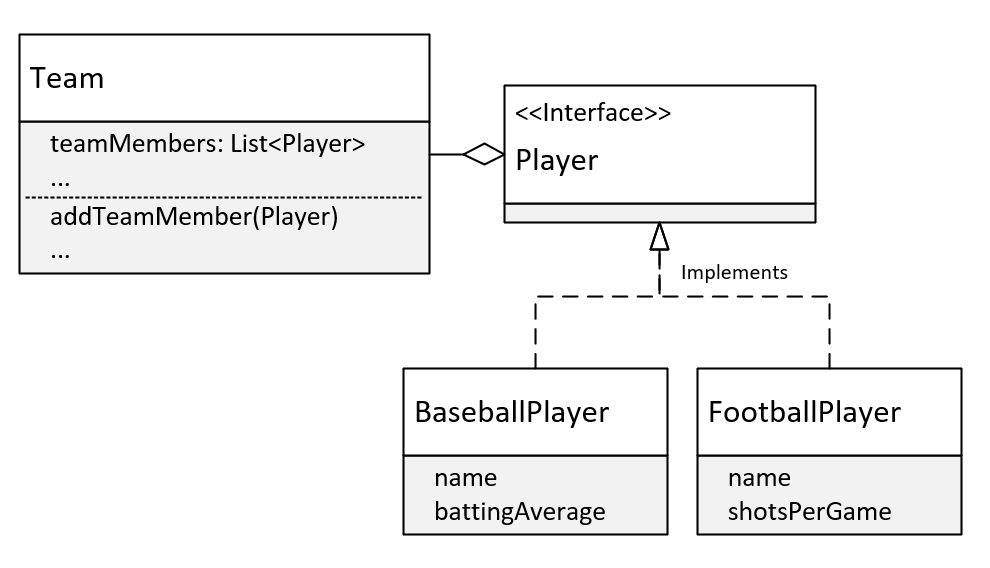 Team
teamMembers: List<Player>
...
addTeamMember(Player)
...
<<Interface>>
Player
Implements
BaseballPlayer
name
battingAverage
FootballPlayer
name
shotsPerGame